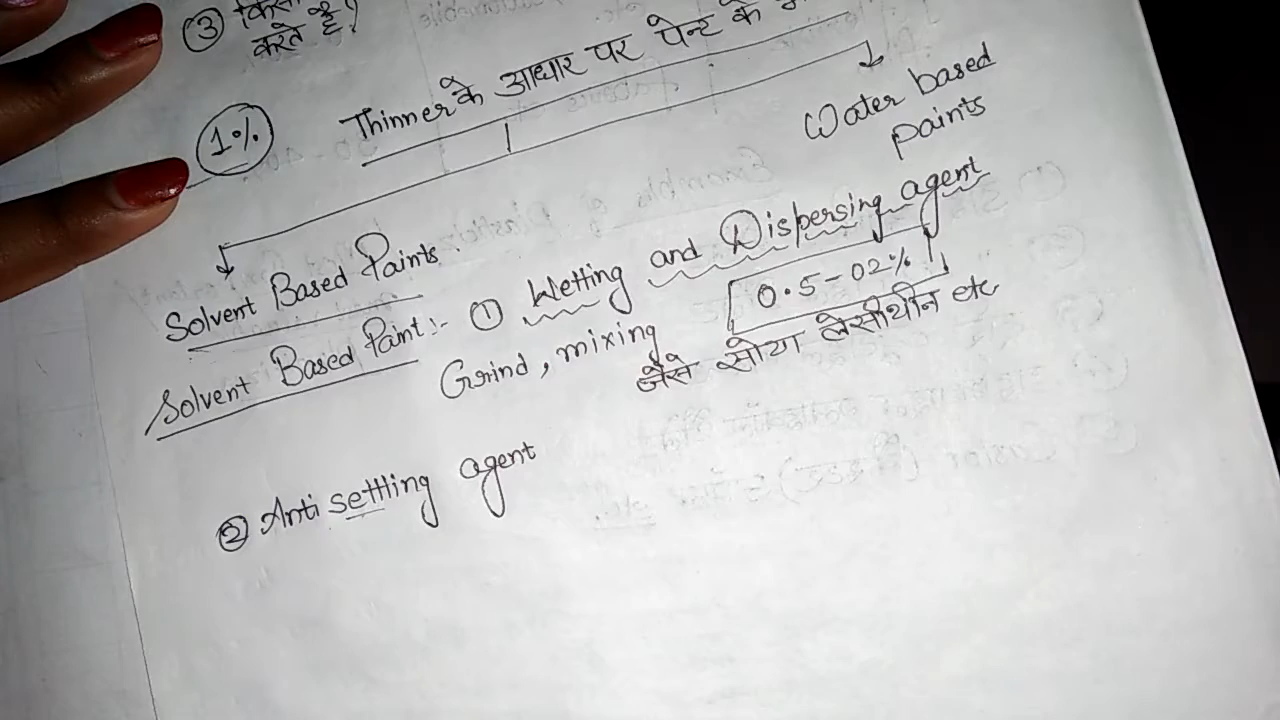 ③ किस
करते है?
1%
Thinner के आधार पर पेन्ट के
Solvent Based Paints
Water based
paints
Solvent Based Paint:- ① Wetting and Dispersing agent
0.5-02%
Grind, mixing
जैसे सोया लेसीथीन etc
② Anti settling agent